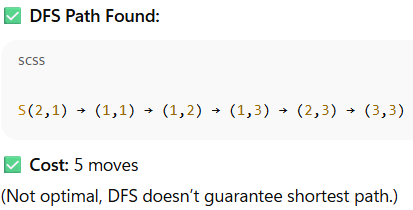 ✅ DFS Path Found:
scss
S(2,1) → (1,1) → (1,2) → (1,3) → (2,3) → (3,3)
✅ Cost: 5 moves
(Not optimal, DFS doesn’t guarantee shortest path.)